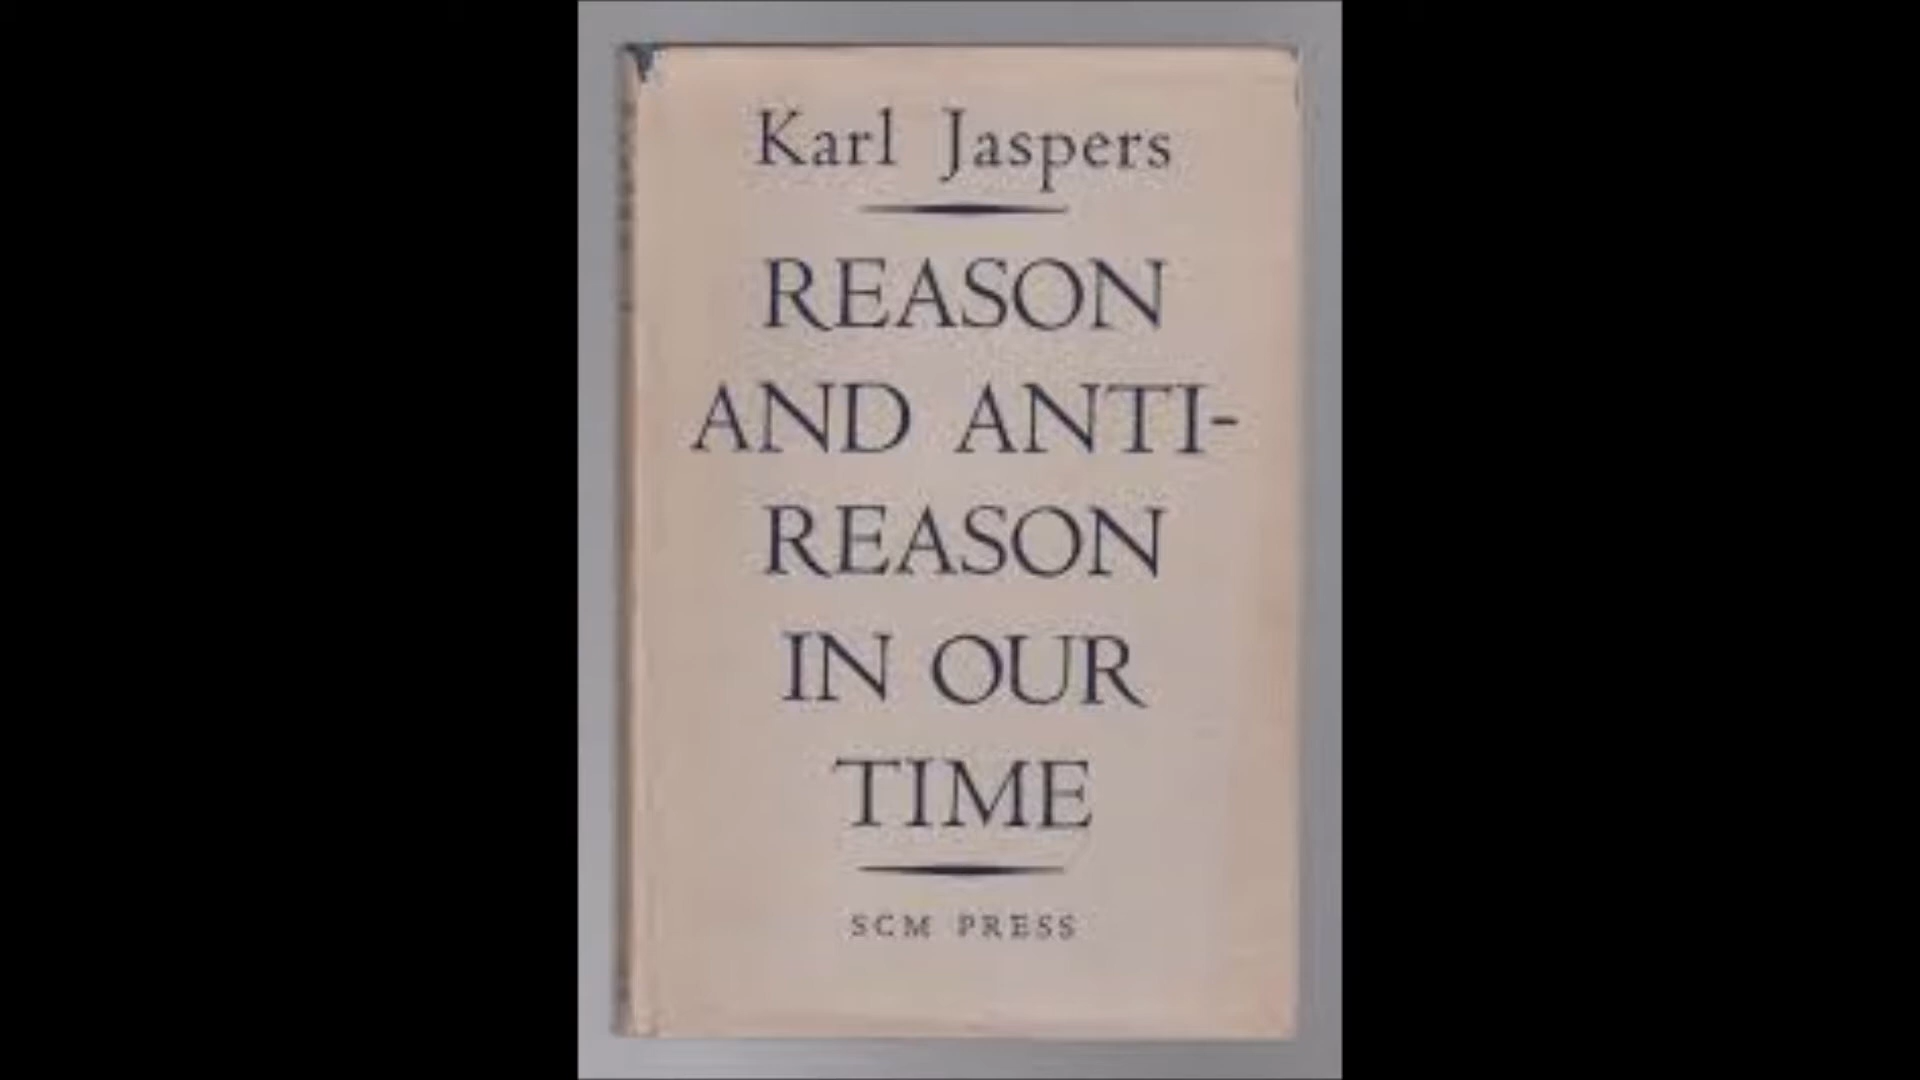 Karl Jaspers
REASON
AND ANTI-
REASON
IN OUR
TIME
SCM PRESS